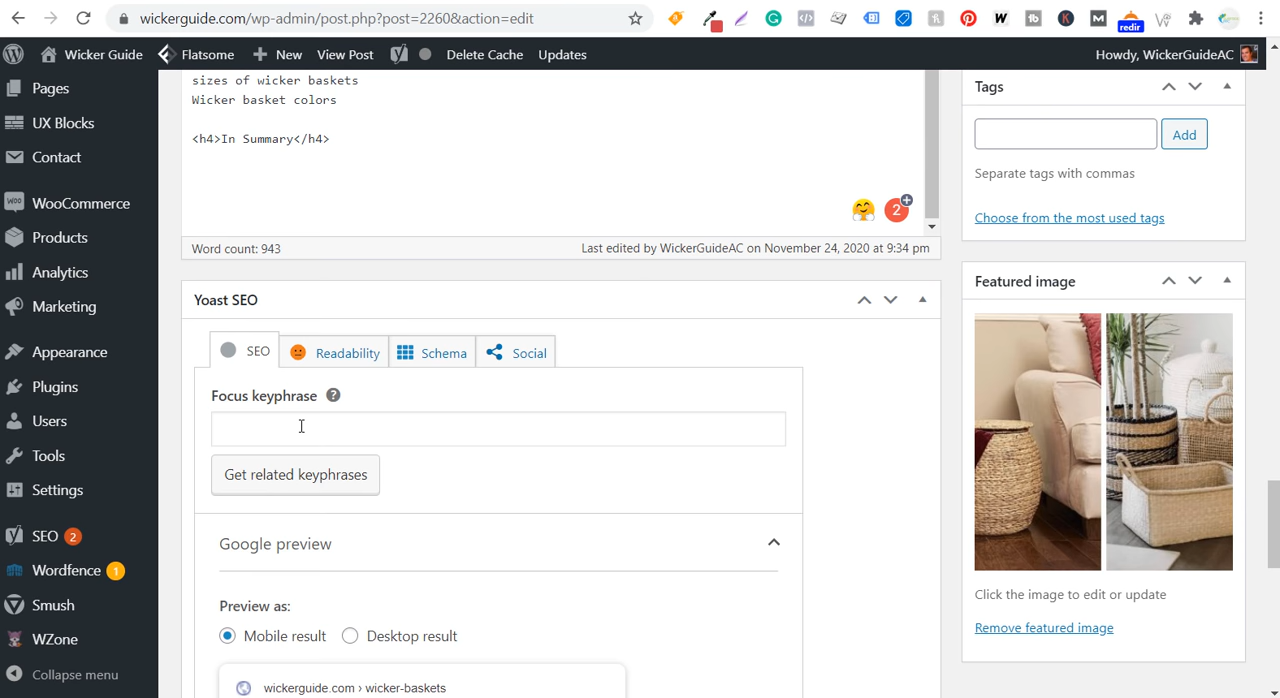 wickerguide.com/wp-admin/post.php?post=2260&action=edit
redir
Wicker Guide
Flatsome
New
View Post
Delete Cache
Updates
Howdy, WickerGuideAC
Pages
UX Blocks
Contact
WooCommerce
Products
Analytics
Marketing
Appearance
Plugins
Users
Tools
Settings
SEO 2
Wordfence 1
Smush
WZone
Collapse menu
sizes of wicker baskets
Wicker basket colors
<h4>In Summary</h4>
2
Word count: 943
Last edited by WickerGuideAC on November 24, 2020 at 9:34 pm
Yoast SEO
SEO
Readability
Schema
Social
Focus keyphrase
Get related keyphrases
Google preview
Preview as:
Mobile result
Desktop result
wickerguide.com › wicker-baskets
Tags
Add
Separate tags with commas
Choose from the most used tags
Featured image
Click the image to edit or update
Remove featured image